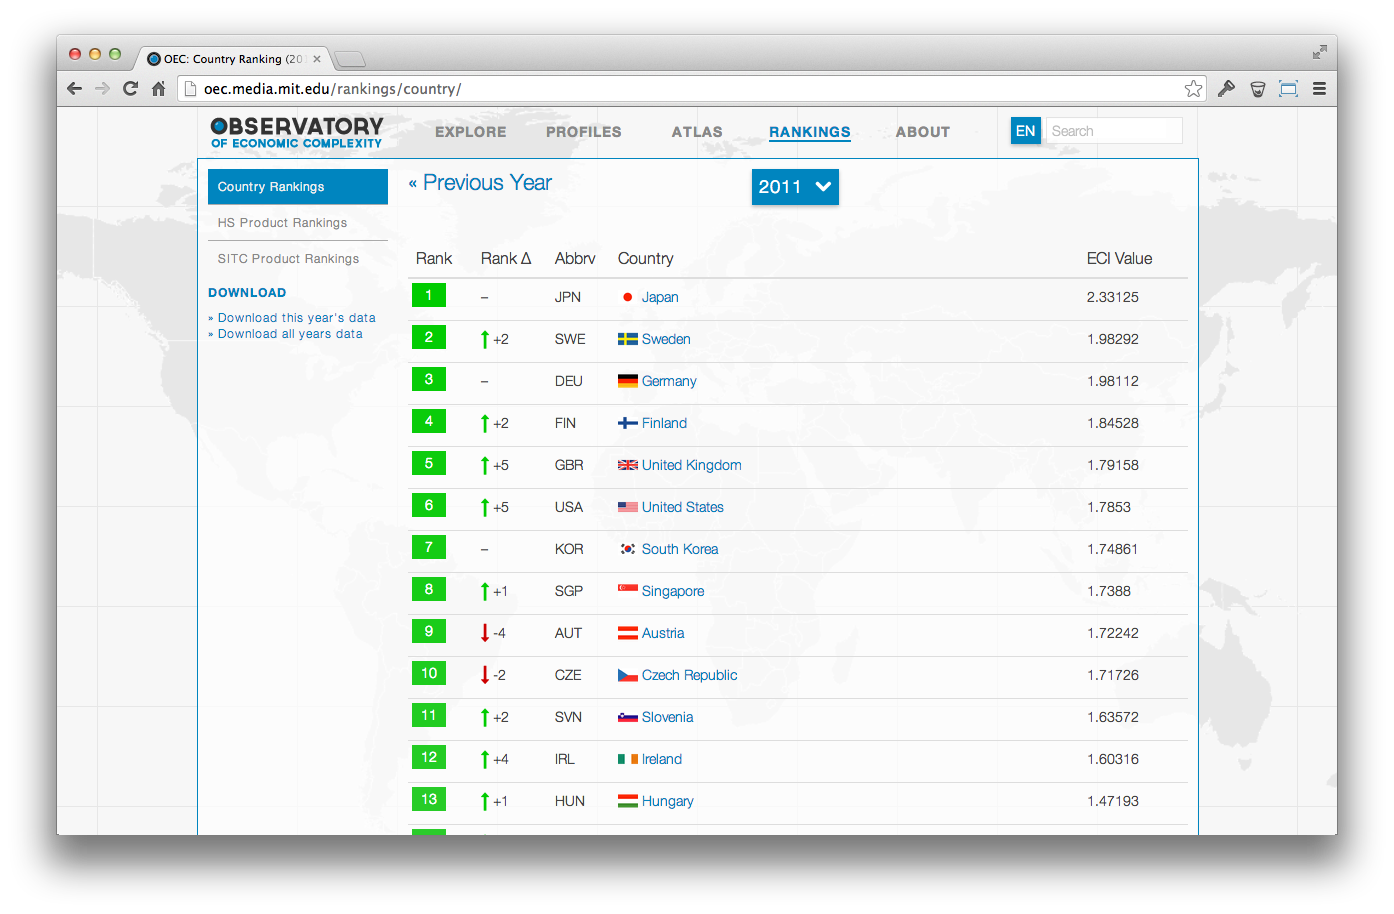 OEC: Country Ranking (20
oec.media.mit.edu/rankings/country/
OBSERVATORY
OF ECONOMIC COMPLEXITY
EXPLORE PROFILES ATLAS RANKINGS ABOUT EN Search
Country Rankings
HS Product Rankings
SITC Product Rankings
DOWNLOAD
» Download this year's data
» Download all years data
« Previous Year 2011
Rank Rank Δ Abbrv Country ECI Value
1 – JPN Japan 2.33125
2 +2 SWE Sweden 1.98292
3 – DEU Germany 1.98112
4 +2 FIN Finland 1.84528
5 +5 GBR United Kingdom 1.79158
6 +5 USA United States 1.7853
7 – KOR South Korea 1.74861
8 +1 SGP Singapore 1.7388
9 -4 AUT Austria 1.72242
10 -2 CZE Czech Republic 1.71726
11 +2 SVN Slovenia 1.63572
12 +4 IRL Ireland 1.60316
13 +1 HUN Hungary 1.47193